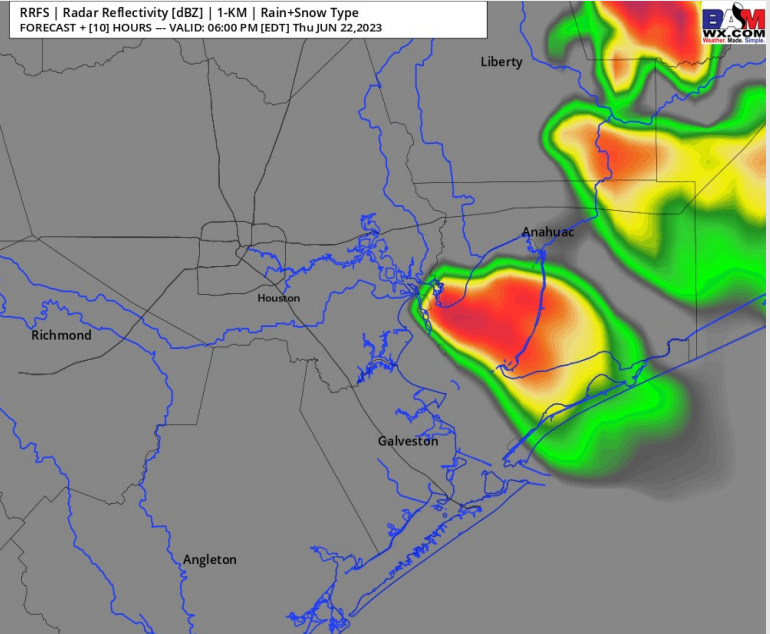 RRFS | Radar Reflectivity [dBZ] | 1-KM | Rain+Snow Type
FORECAST + [10] HOURS --- VALID: 06:00 PM [EDT] Thu JUN 22,2023
BAM
WX.COM
Weather. Made. Simple.
Liberty
Anahuac
Houston
Richmond
Galveston
Angleton